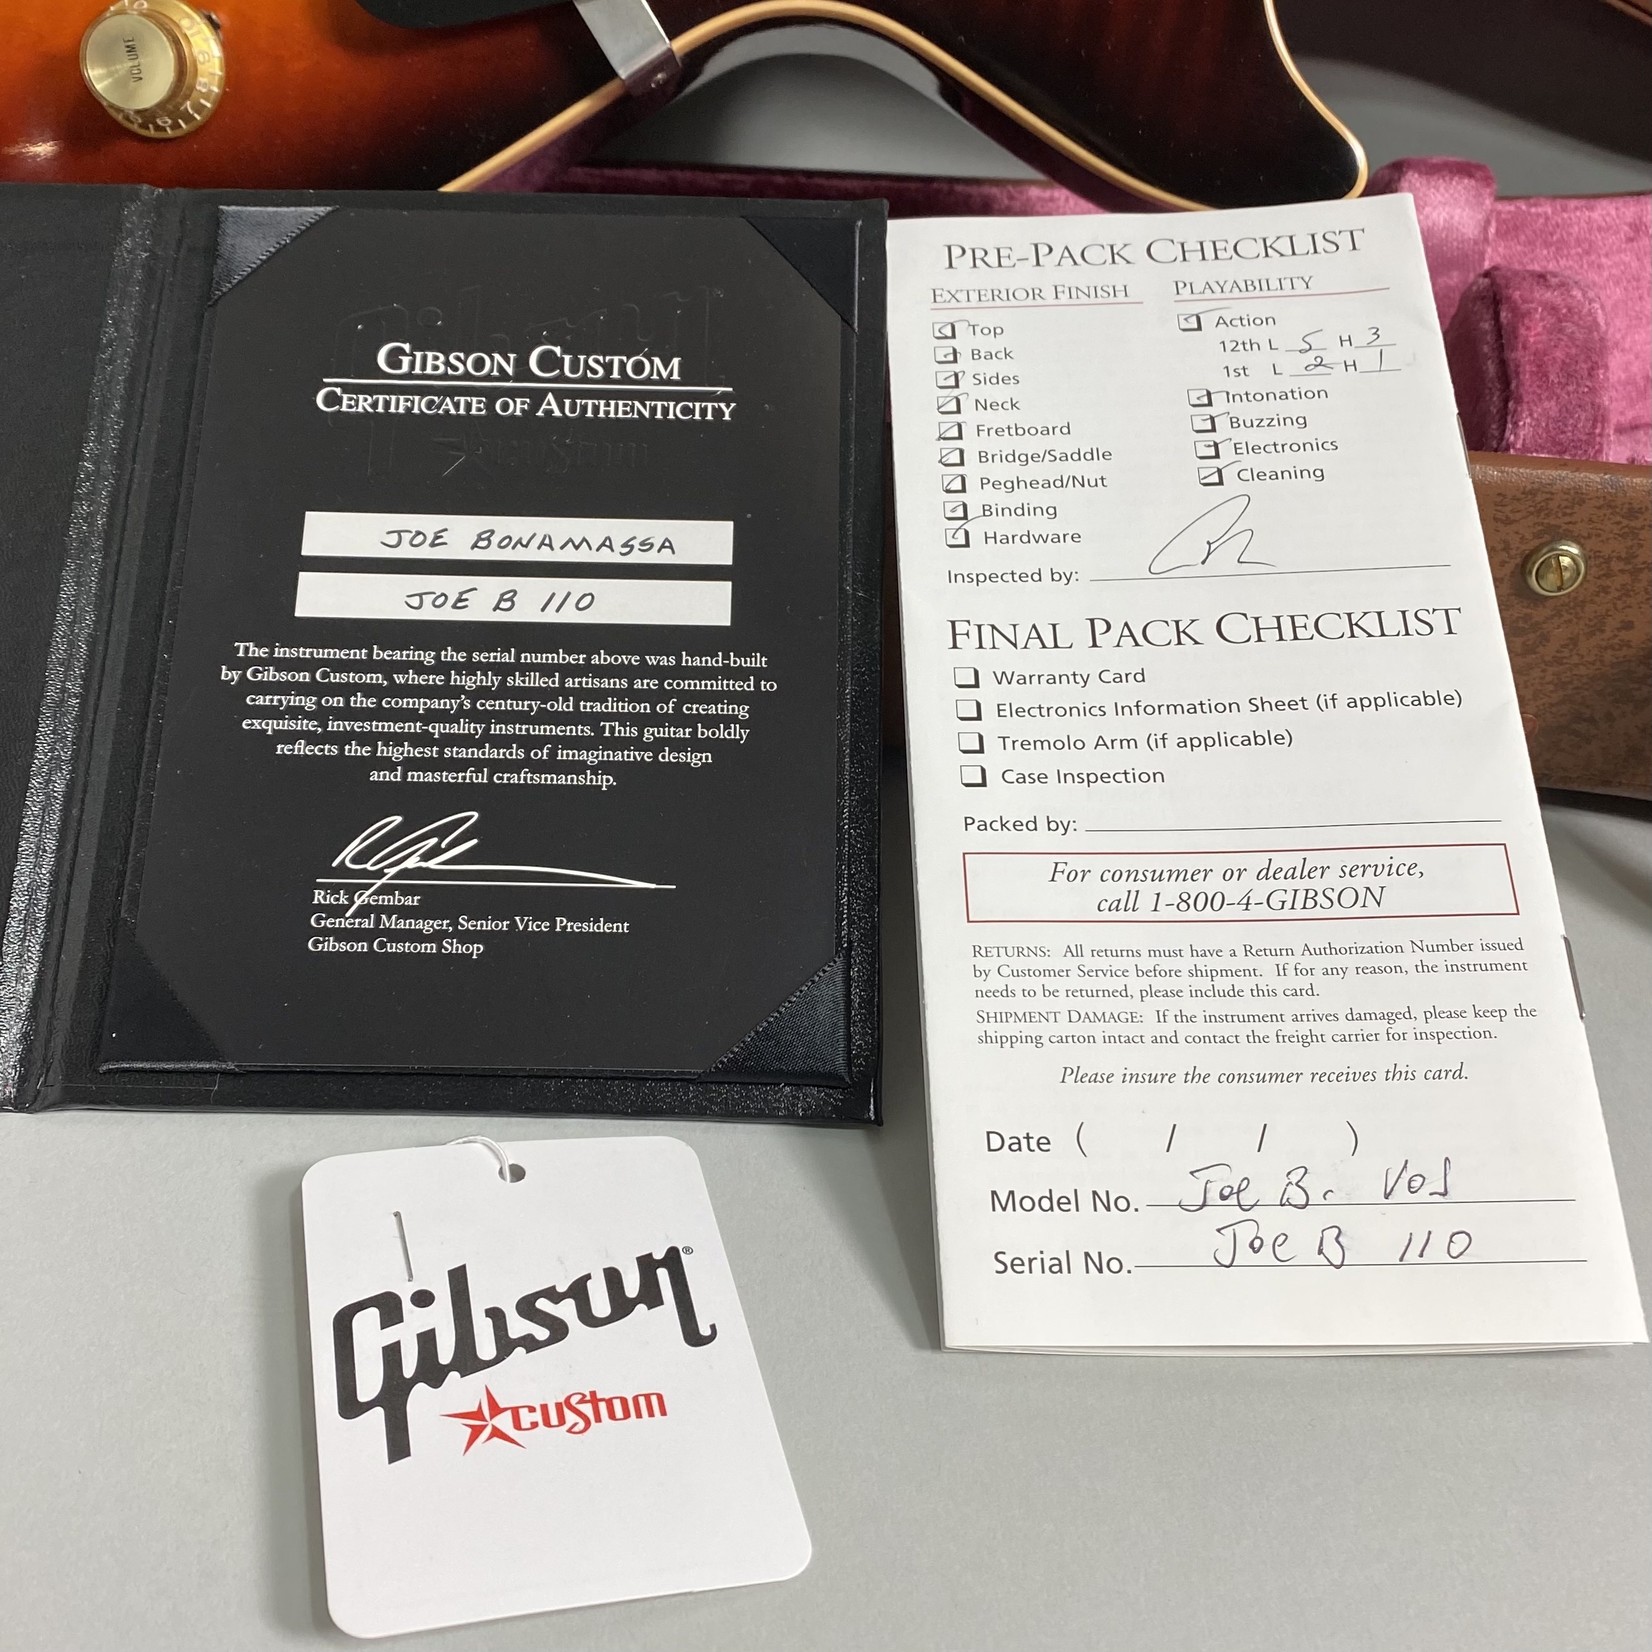 VOLUME
GIBSON CUSTOM
CERTIFICATE OF AUTHENTICITY
JOE BONAMASSA
JOE B 110
The instrument bearing the serial number above was hand-built
by Gibson Custom, where highly skilled artisans are committed to
carrying on the company's century-old tradition of creating
exquisite, investment-quality instruments. This guitar boldly
reflects the highest standards of imaginative design
and masterful craftsmanship.
Rick Gembar
General Manager, Senior Vice President
Gibson Custom Shop
Gibson®
custom
PRE-PACK CHECKLIST
EXTERIOR FINISH
Top
Back
Sides
Neck
Fretboard
Bridge/Saddle
Peghead/Nut
Binding
Hardware
PLAYABILITY
Action
12th L 5 H 3
1st L 2 H 1
Intonation
Buzzing
Electronics
Cleaning
Inspected by:
FINAL PACK CHECKLIST
Warranty Card
Electronics Information Sheet (if applicable)
Tremolo Arm (if applicable)
Case Inspection
Packed by:
For consumer or dealer service,
call 1-800-4-GIBSON
RETURNS: All returns must have a Return Authorization Number issued
by Customer Service before shipment. If for any reason, the instrument
needs to be returned, please include this card.
SHIPMENT DAMAGE: If the instrument arrives damaged, please keep the
shipping carton intact and contact the freight carrier for inspection.
Please insure the consumer receives this card.
Date ( / / )
Model No. Joe B. VOS
Serial No. Joe B 110